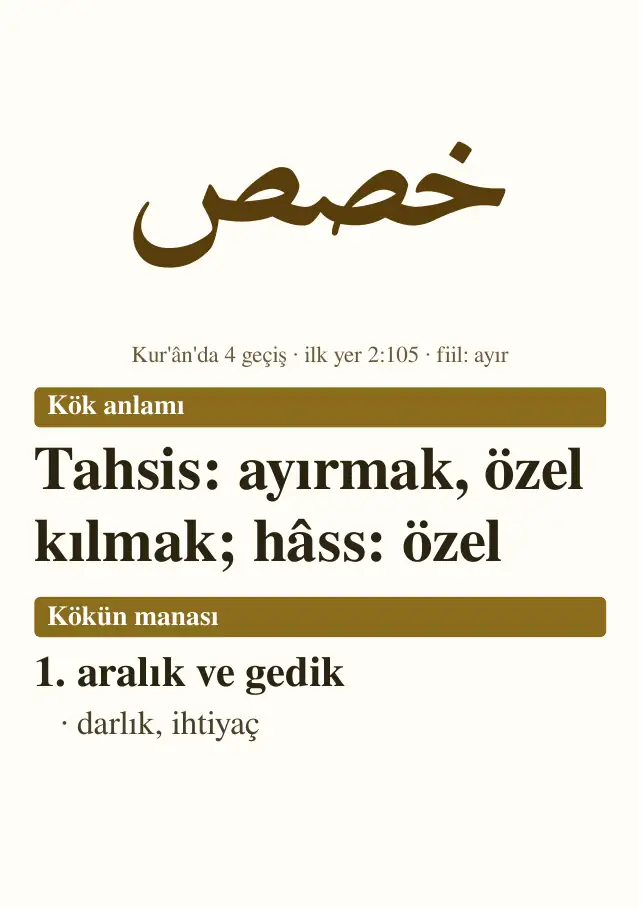 خصص
Kur'ân'da 4 geçiş · ilk yer 2:105 · fiil: ayır
Kök anlamı
Tahsis: ayırmak, özel
kılmak; hâss: özel
Kökün manası
1. aralık ve gedik
· darlık, ihtiyaç